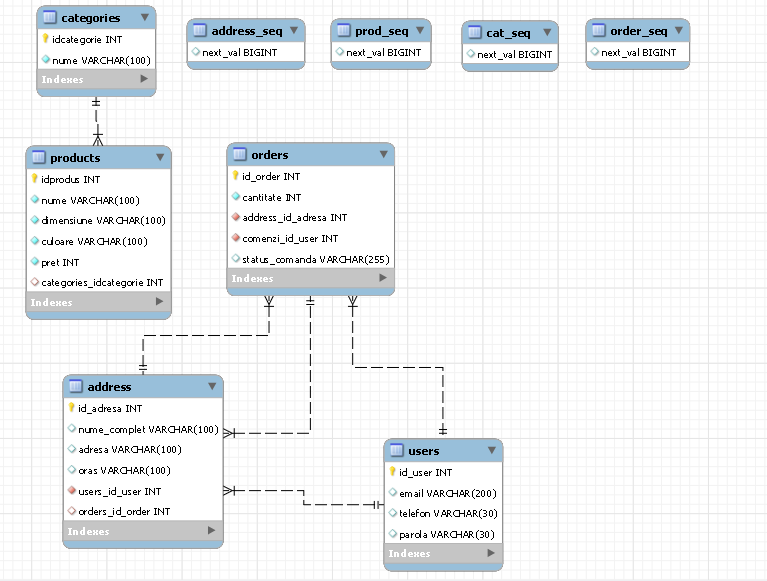 categories
idcategorie INT
nume VARCHAR(100)
Indexes
address_seq
next_val BIGINT
prod_seq
next_val BIGINT
cat_seq
next_val BIGINT
order_seq
next_val BIGINT
products
idprodus INT
nume VARCHAR(100)
dimensiune VARCHAR(100)
culoare VARCHAR(100)
pret INT
categories_idcategorie INT
Indexes
orders
id_order INT
cantitate INT
address_id_adresa INT
comenzi_id_user INT
status_comanda VARCHAR(255)
Indexes
address
id_adresa INT
nume_complet VARCHAR(100)
adresa VARCHAR(100)
oras VARCHAR(100)
users_id_user INT
orders_id_order INT
Indexes
users
id_user INT
email VARCHAR(200)
telefon VARCHAR(30)
parola VARCHAR(30)
Indexes